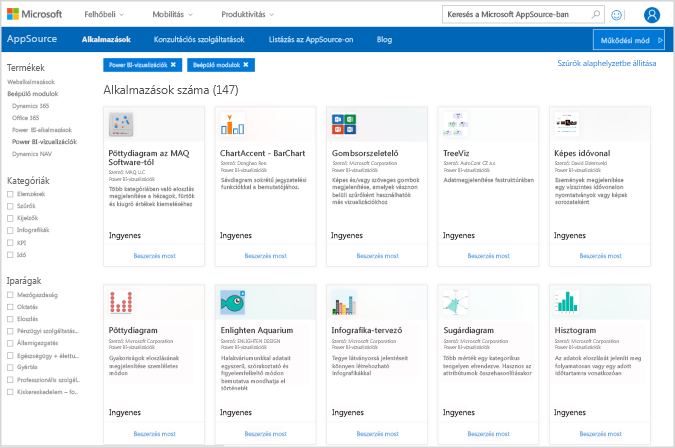 Microsoft
Felhőbeli
Mobilitás
Produktivitás
Keresés a Microsoft AppSource-ban
AppSource
Alkalmazások
Konzultációs szolgáltatások
Listázás az AppSource-on
Blog
Működési mód
Power BI-vizualizációk ✖
Beépülő modulok ✖
Szűrők alaphelyzetbe állítása
Termékek
Webalkalmazások
Beépülő modulok
Dynamics 365
Office 365
Power BI-alkalmazások
Power BI-vizualizációk
Dynamics NAV
Kategóriák
Elemzések
Szűrők
Kijelzők
Infografikák
KPI
Idő
Iparágak
Mezőgazdaság
Oktatás
Elosztás
Pénzügyi szolgáltatás...
Államigazgatás
Egészségügy + élettu...
Gyártás
Professzionális szolgál...
Kiskereskedelem – fo...
Alkalmazások száma (147)
Pöttydiagram az MAQ
Software-tól
Szerző: MAQ LLC
Power BI-vizualizációk
Több kategóriában való eloszlás
megjelenítése a hézagok, fürtök
és kiugró értékek kiemeléséhez
Ingyenes
Beszerzés most
ChartAccent - BarChart
Szerző: Donghao Ren
Power BI-vizualizációk
Sávdiagram sokrétű jegyzetelési
funkciókkal a bemutatójához.
Ingyenes
Beszerzés most
Gombsorszeletelő
Szerző: Microsoft Corporation
Power BI-vizualizációk
Képes és/vagy szöveges gombok
megjelenítése, amelyek vásznon
belüli szűrőként használhatók
más vizualizációkhoz
Ingyenes
Beszerzés most
TreeViz
Szerző: AutoCont CZ a.s.
Power BI-vizualizációk
Adatmegjelenítés fastruktúrában
Ingyenes
Beszerzés most
Képes idővonal
Szerző: David Eldersveld
Power BI-vizualizációk
Események megjelenítése
egy vízszintes idővonalon
nyomtatványok vagy képek
sorozataként
Ingyenes
Beszerzés most
Pöttydiagram
Szerző: Microsoft Corporation
Power BI-vizualizációk
Gyakoriságok eloszlásának
megjelenítése szemléletes
módon
Ingyenes
Beszerzés most
Enlighten Aquarium
Szerző: ENLIGHTEN DESIGN
Power BI-vizualizációk
Halakváriumunkkal adatait
egyszerű, szórakoztató és
figyelemfelkeltő módon
bemutatva mondhatja el
történetét
Ingyenes
Beszerzés most
Infografika-tervező
Szerző: Microsoft Corporation
Power BI-vizualizációk
Tegye látványossá jelentéseit
könnyen létrehozható
infografikákkal
Ingyenes
Beszerzés most
Sugárdiagram
Szerző: Microsoft Corporation
Power BI-vizualizációk
Több mérték egy kategorikus
tengelyen elrendezve. Hasznos az
attribútumok összehasonlításakor
Ingyenes
Beszerzés most
Hisztogram
Szerző: Microsoft Corporation
Power BI-vizualizációk
Az adatok eloszlását jeleníti meg
folyamatosan vagy egy adott
időtartamra vonatkozóan
Ingyenes
Beszerzés most